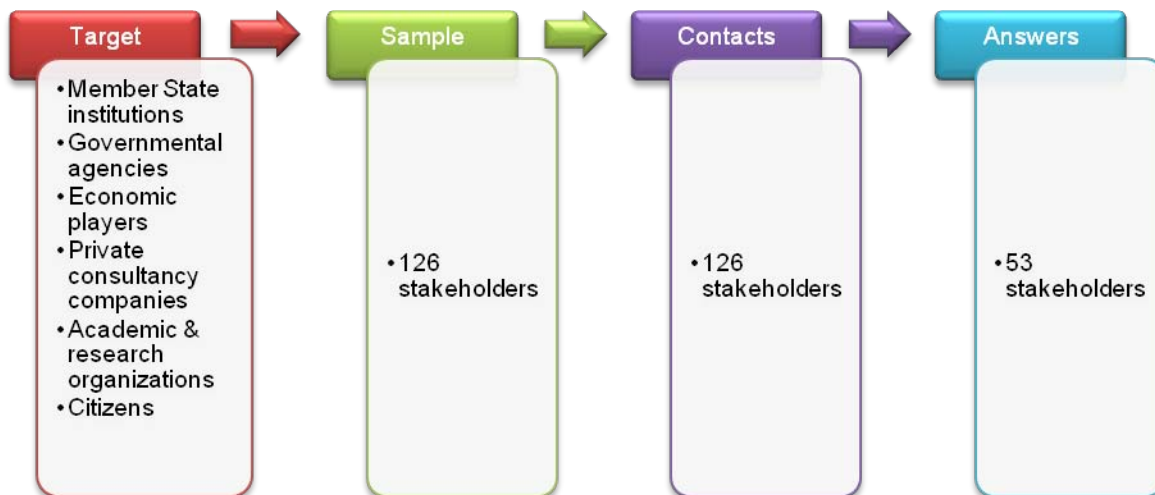 Target
Sample
Contacts
Answers
•Member State
institutions
•Governmental
agencies
•Economic
players
•Private
consultancy
companies
•Academic &
research
organizations
•Citizens
•126
stakeholders
•126
stakeholders
•53
stakeholders